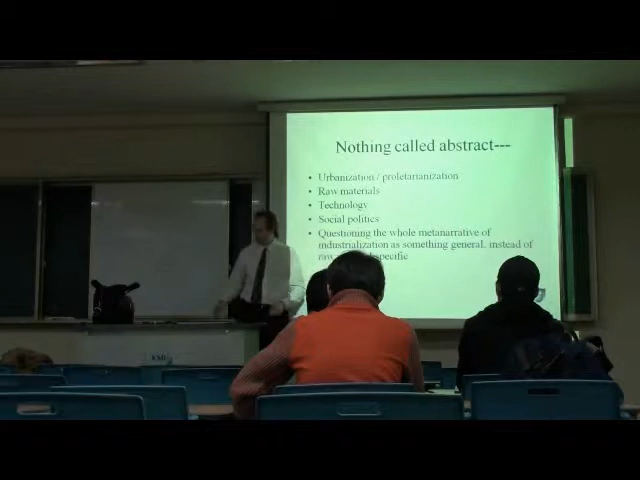 Nothing called abstract---
• Urbanization / proletarianization
• Raw materials
• Technology
• Social politics
• Questioning the whole metanarrative of
industrialization as something general, instead of
raw specific